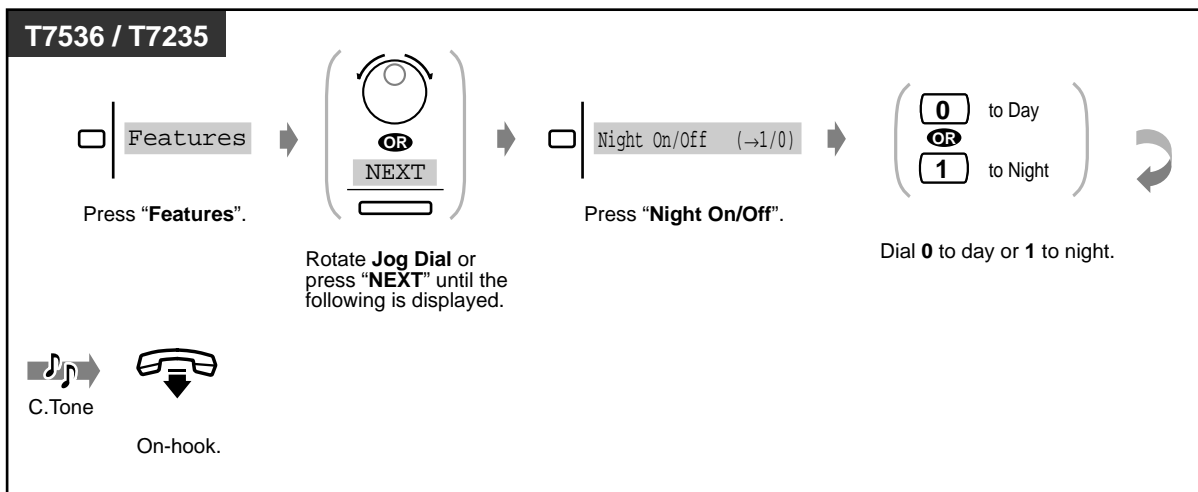 T7536 / T7235
Features
Press “Features”.
OR
NEXT
Rotate Jog Dial or
press “NEXT” until the
following is displayed.
Night On/Off (→1/0)
Press “Night On/Off”.
0 to Day
OR
1 to Night
Dial 0 to day or 1 to night.
C.Tone
On-hook.